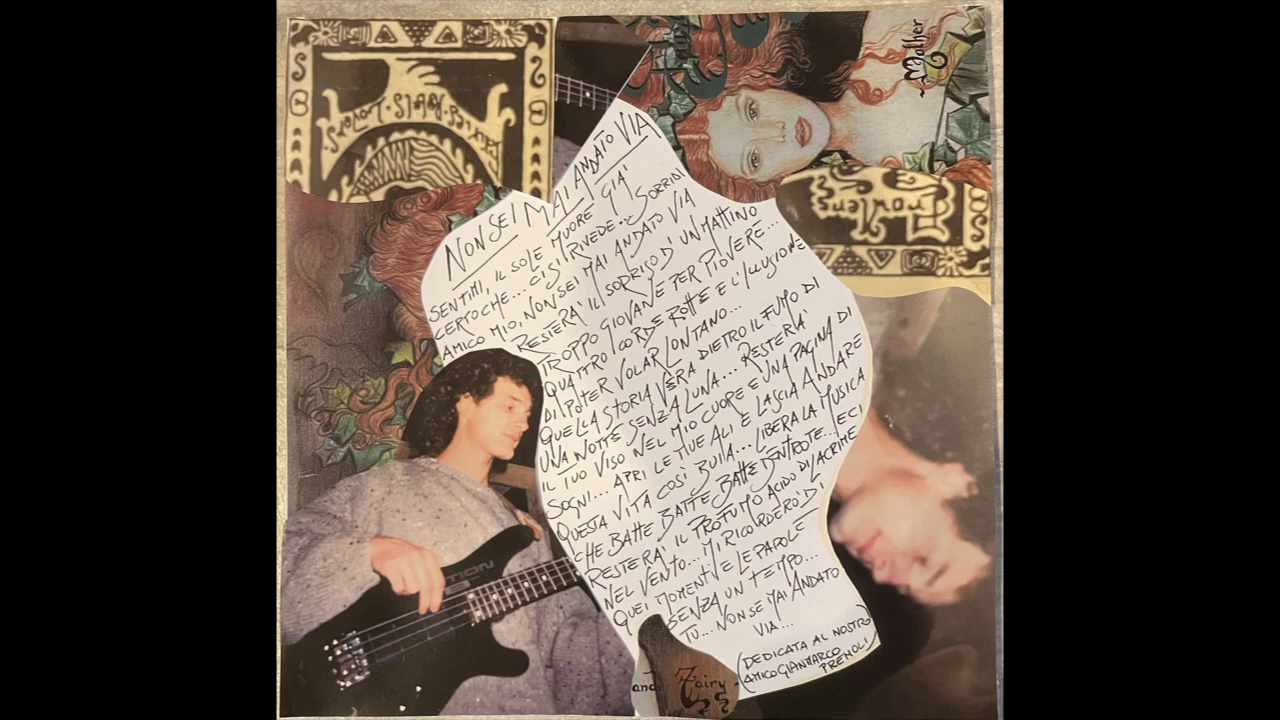 NON SEI MAI ANDATO VIA
SENTIMI, IL SOLE MUORE GIA'
CERTO CHE... CI SI RIVEDE... SORRIDI
AMICO MIO, NON SEI MAI ANDATO VIA
RESTERA' IL SORRISO D'UN MATTINO
TROPPO GIOVANE PER PIOVERE...
QUATTRO CORDE ROTTE E L'ILLUSIONE
DI POTER VOLAR LONTANO...
QUELLA STORIA VERA DIETRO IL FUMO DI
UNA NOTTE SENZA LUNA... RESTERA'
IL TUO VISO NEL MIO CUORE E UNA PAGINA DI
SOGNI... APRI LE TUE ALI E LASCIA ANDARE
QUESTA VITA COSÌ BUIA... LIBERA LA MUSICA
CHE BATTE BATTE BATTE DENTRO TE... E CI
RESTERA' IL PROFUMO ACIDO DI LACRIME
NEL VENTO... MI RICORDERO' DI
QUEI MOMENTI E LE PAROLE
SENZA UN TEMPO...
TU... NON SE MAI ANDATO
VIA...
(DEDICATA AL NOSTRO
AMICO GIANMARCO
PREMOLI)
Mother
and Fairy